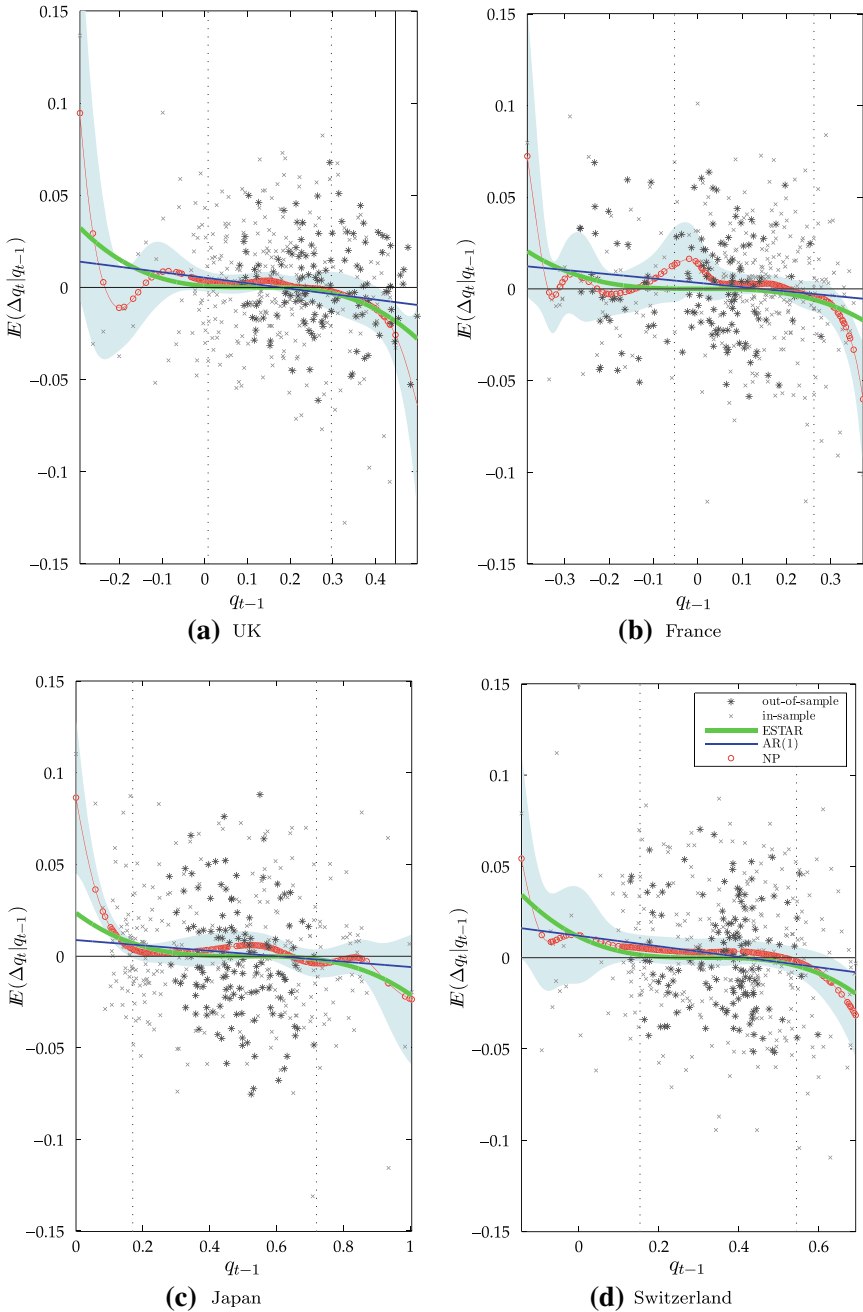 0.15
0.1
0.05
0
−0.05
−0.1
−0.15
𝐸(Δq_t|q_{t−1})
−0.2 −0.1 0 0.1 0.2 0.3 0.4
q_{t−1}
(a) UK
0.15
0.1
0.05
0
−0.05
−0.1
−0.15
𝐸(Δq_t|q_{t−1})
−0.3 −0.2 −0.1 0 0.1 0.2 0.3
q_{t−1}
(b) France
0.15
0.1
0.05
0
−0.05
−0.1
−0.15
𝐸(Δq_t|q_{t−1})
0 0.2 0.4 0.6 0.8 1
q_{t−1}
(c) Japan
0.15
0.1
0.05
0
−0.05
−0.1
−0.15
𝐸(Δq_t|q_{t−1})
0 0.2 0.4 0.6
q_{t−1}
(d) Switzerland
out-of-sample
in-sample
ESTAR
AR(1)
NP